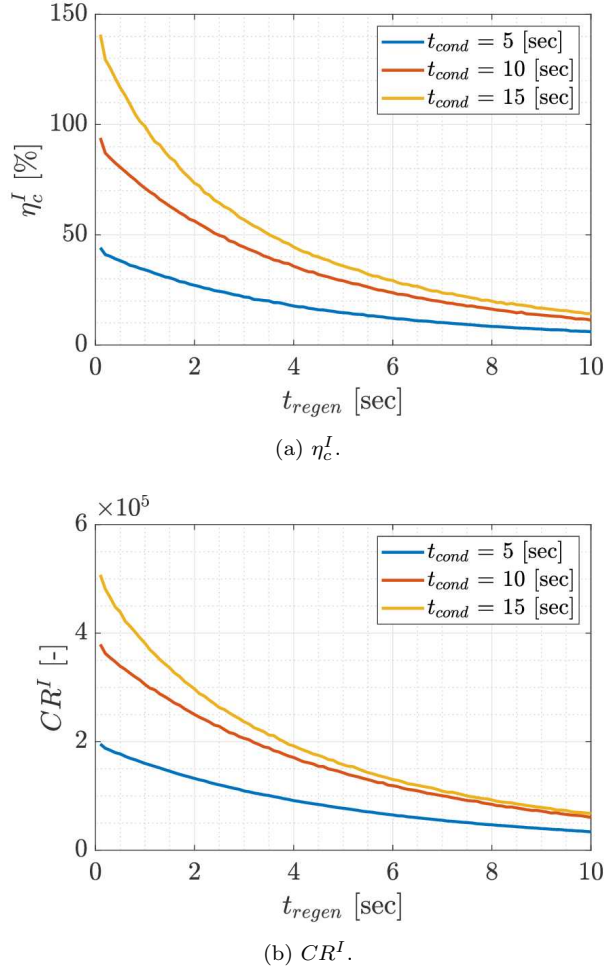 150
100
50
0
η_c^I [%]
t_cond = 5 [sec]
t_cond = 10 [sec]
t_cond = 15 [sec]
0 2 4 6 8 10
t_regen [sec]
(a) η_c^I.
×10^5
6
4
2
0
CR^I [-]
t_cond = 5 [sec]
t_cond = 10 [sec]
t_cond = 15 [sec]
0 2 4 6 8 10
t_regen [sec]
(b) CR^I.